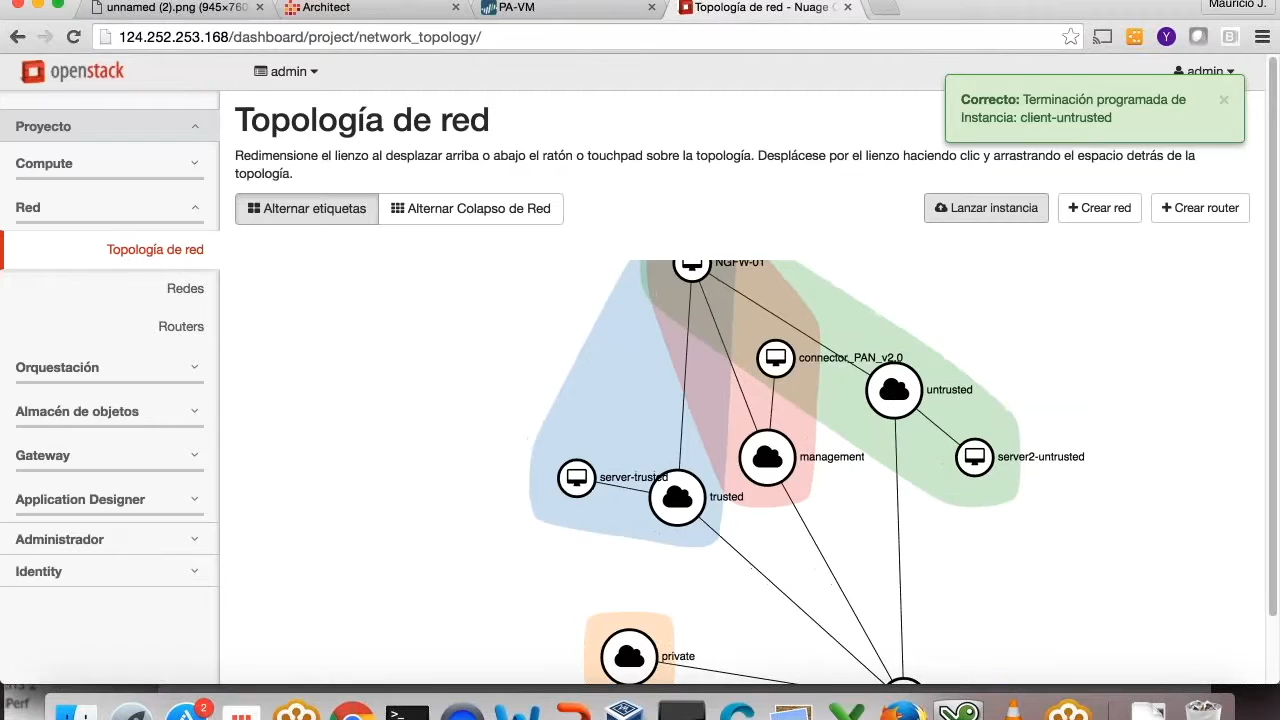 unnamed (2).png (945×760
Architect
PA-VM
Topología de red - Nuage C
Mauricio J.
124.252.253.168/dashboard/project/network_topology/
openstack
admin
admin
Correcto: Terminación programada de
Instancia: client-untrusted
Proyecto
Compute
Red
Topología de red
Redes
Routers
Orquestación
Almacén de objetos
Gateway
Application Designer
Administrador
Identity
Topología de red
Redimensione el lienzo al desplazar arriba o abajo el ratón o touchpad sobre la topología. Desplácese por el lienzo haciendo clic y arrastrando el espacio detrás de la
topología.
Alternar etiquetas
Alternar Colapso de Red
Lanzar instancia
Crear red
Crear router
NGFW-01
connector_PAN_v2.0
untrusted
management
server2-untrusted
server-trusted
trusted
private
Perf
2